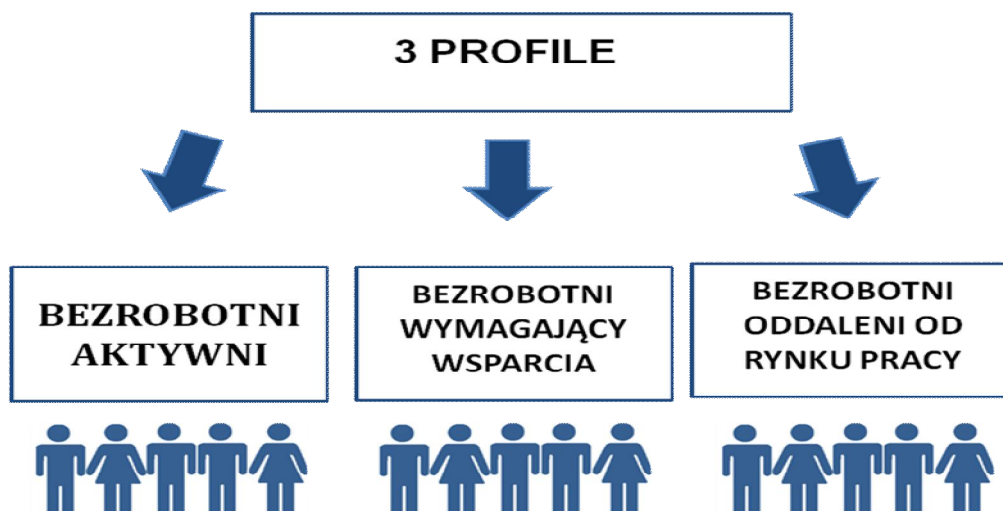 3 PROFILE
BEZROBOTNI
AKTYWNI
BEZROBOTNI
WYMAGAJĄCY
WSPARCIA
BEZROBOTNI
ODDALENI OD
RYNKU PRACY